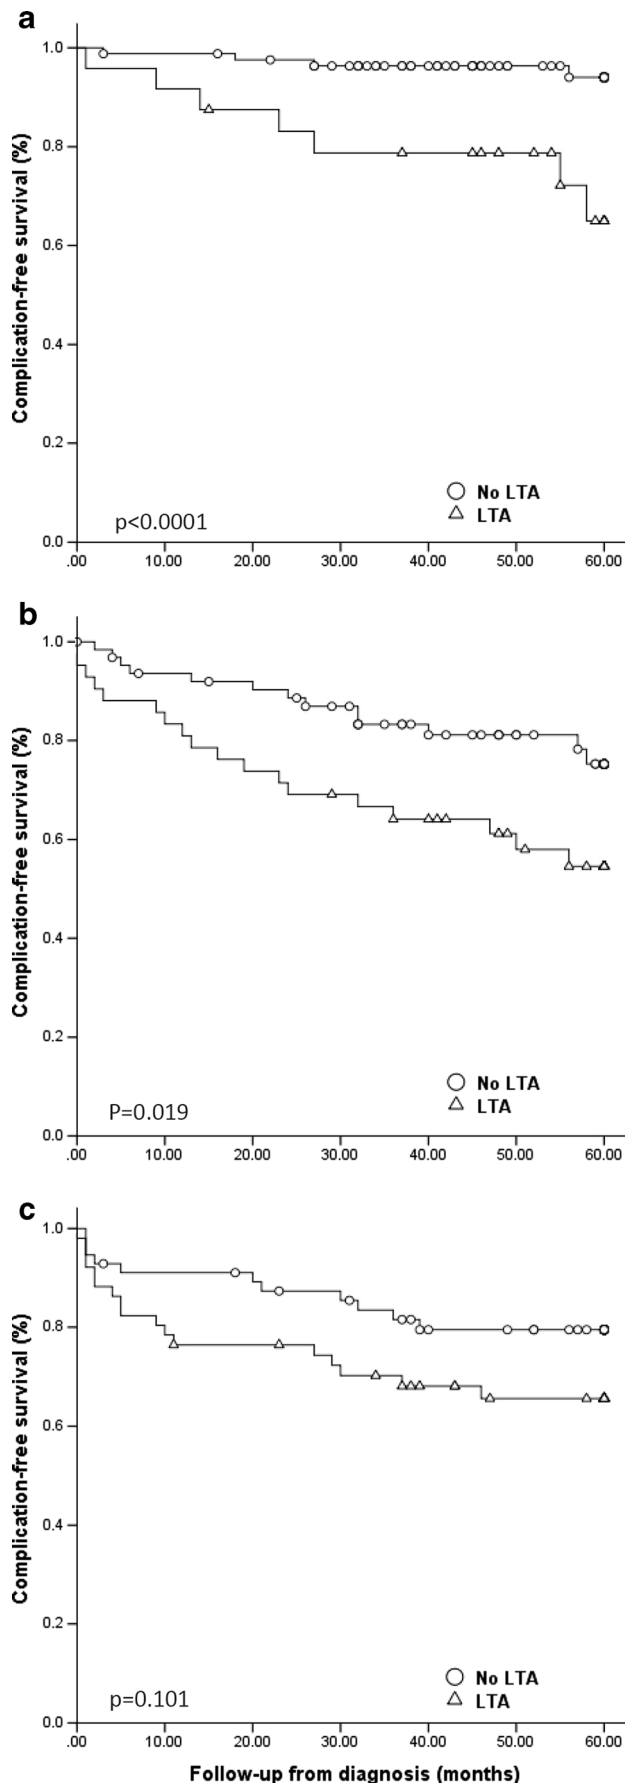 a
Complication-free survival (%)
1.0
0.8
0.6
0.4
0.2
0.0
No LTA
LTA
p<0.0001
.00 10.00 20.00 30.00 40.00 50.00 60.00
b
Complication-free survival (%)
1.0
0.8
0.6
0.4
0.2
0.0
No LTA
LTA
P=0.019
.00 10.00 20.00 30.00 40.00 50.00 60.00
c
Complication-free survival (%)
1.0
0.8
0.6
0.4
0.2
0.0
No LTA
LTA
p=0.101
.00 10.00 20.00 30.00 40.00 50.00 60.00
Follow-up from diagnosis (months)